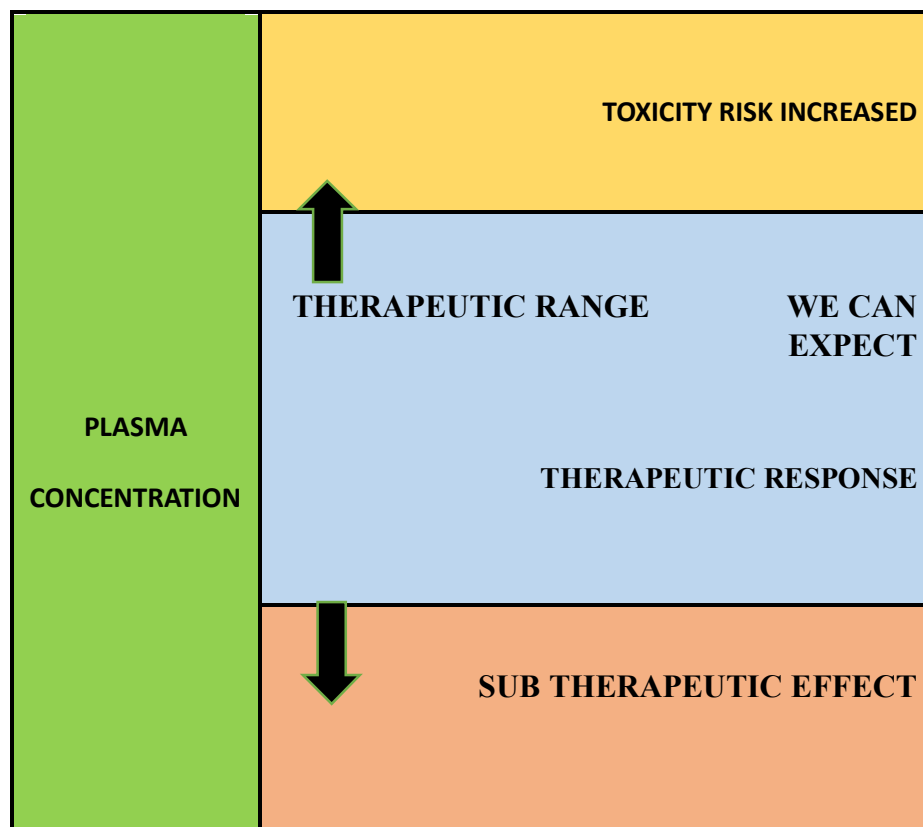 TOXICITY RISK INCREASED
THERAPEUTIC RANGE WE CAN
EXPECT
THERAPEUTIC RESPONSE
PLASMA
CONCENTRATION
SUB THERAPEUTIC EFFECT